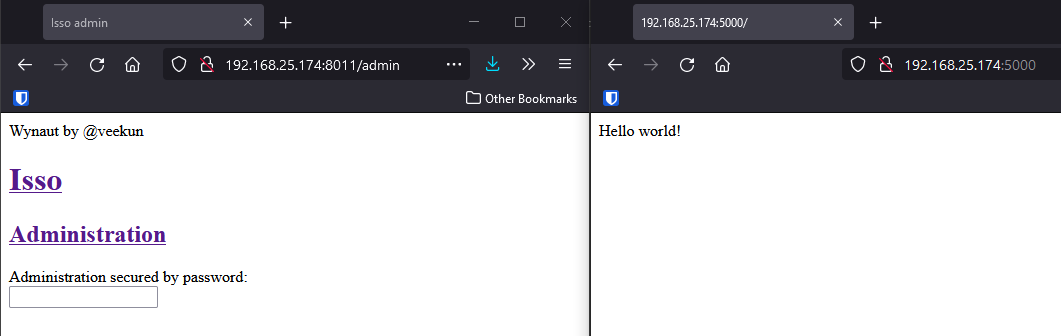 Isso admin
192.168.25.174:8011/admin
Other Bookmarks
Wynaut by @veekun
Isso
Administration
Administration secured by password:
192.168.25.174:5000/
192.168.25.174:5000
Hello world!